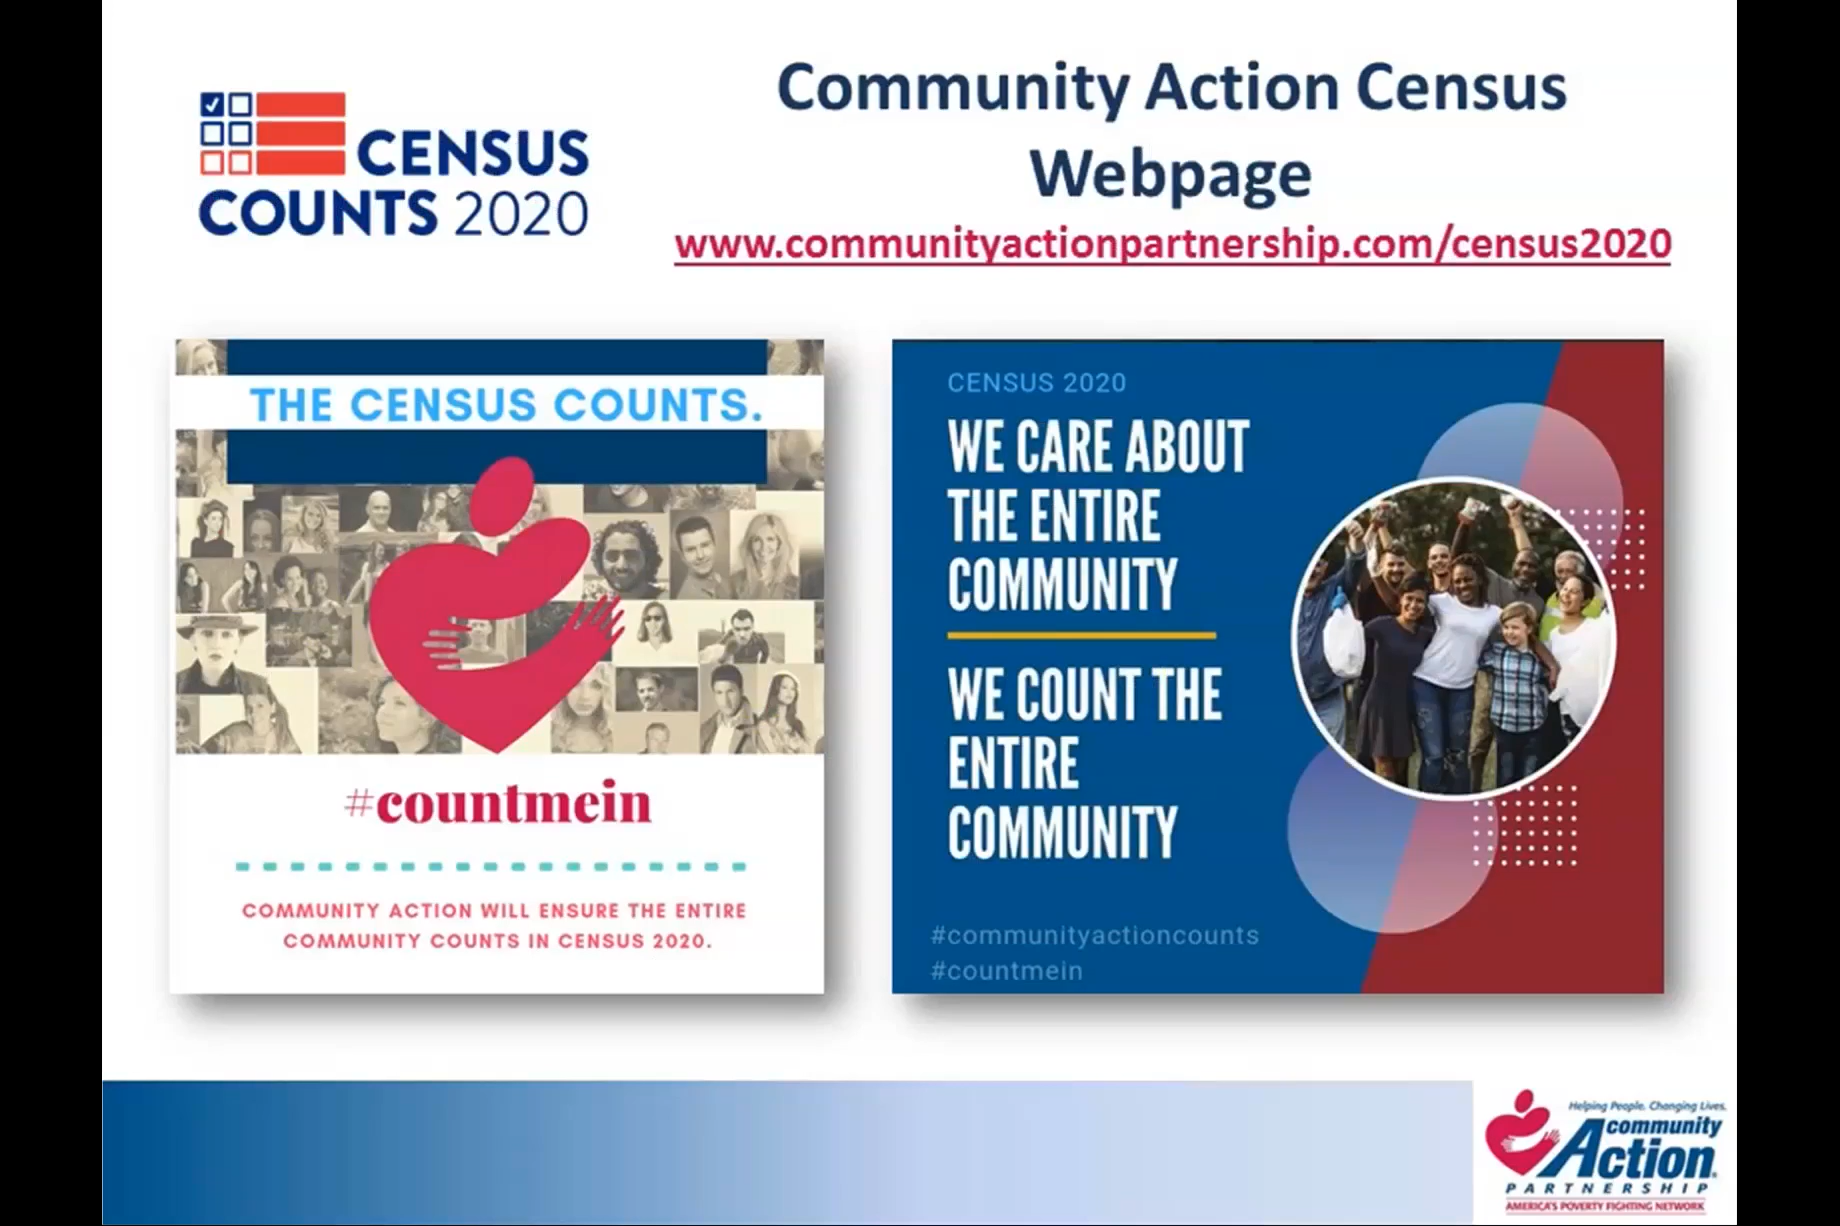 CENSUS
COUNTS 2020
Community Action Census
Webpage
www.communityactionpartnership.com/census2020
THE CENSUS COUNTS.
#countmein
COMMUNITY ACTION WILL ENSURE THE ENTIRE
COMMUNITY COUNTS IN CENSUS 2020.
CENSUS 2020
WE CARE ABOUT
THE ENTIRE
COMMUNITY
WE COUNT THE
ENTIRE
COMMUNITY
#communityactioncounts
#countmein
Helping People. Changing Lives.
community
Action
PARTNERSHIP
AMERICA'S POVERTY FIGHTING NETWORK